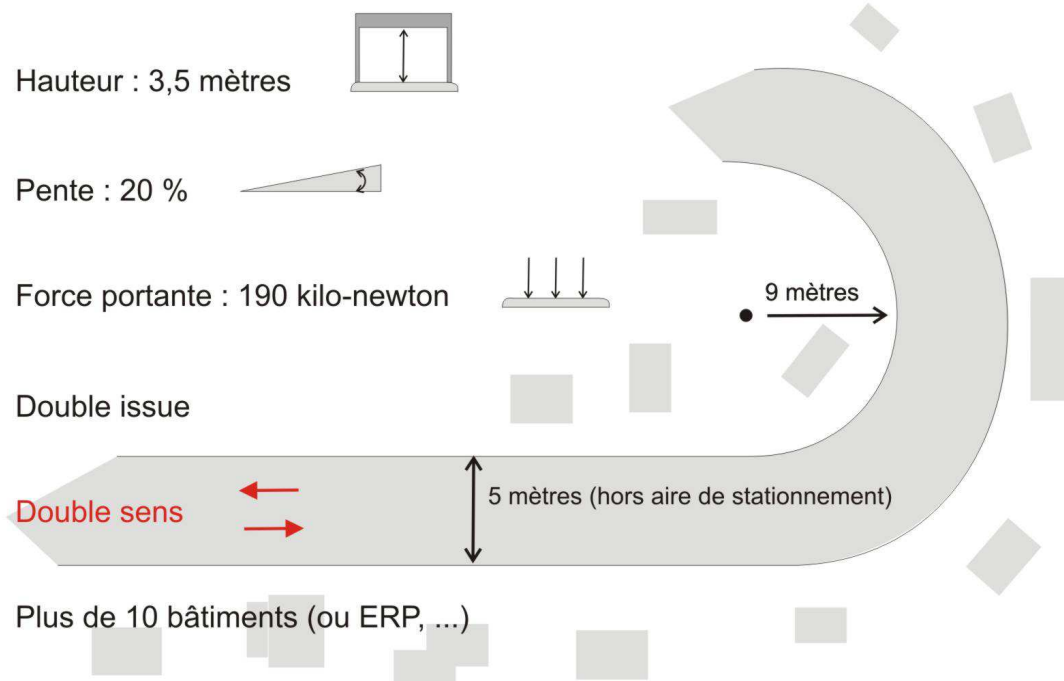 Hauteur : 3,5 mètres
Pente : 20 %
Force portante : 190 kilo-newton
9 mètres
Double issue
5 mètres (hors aire de stationnement)
Double sens
Plus de 10 bâtiments (ou ERP, ...)